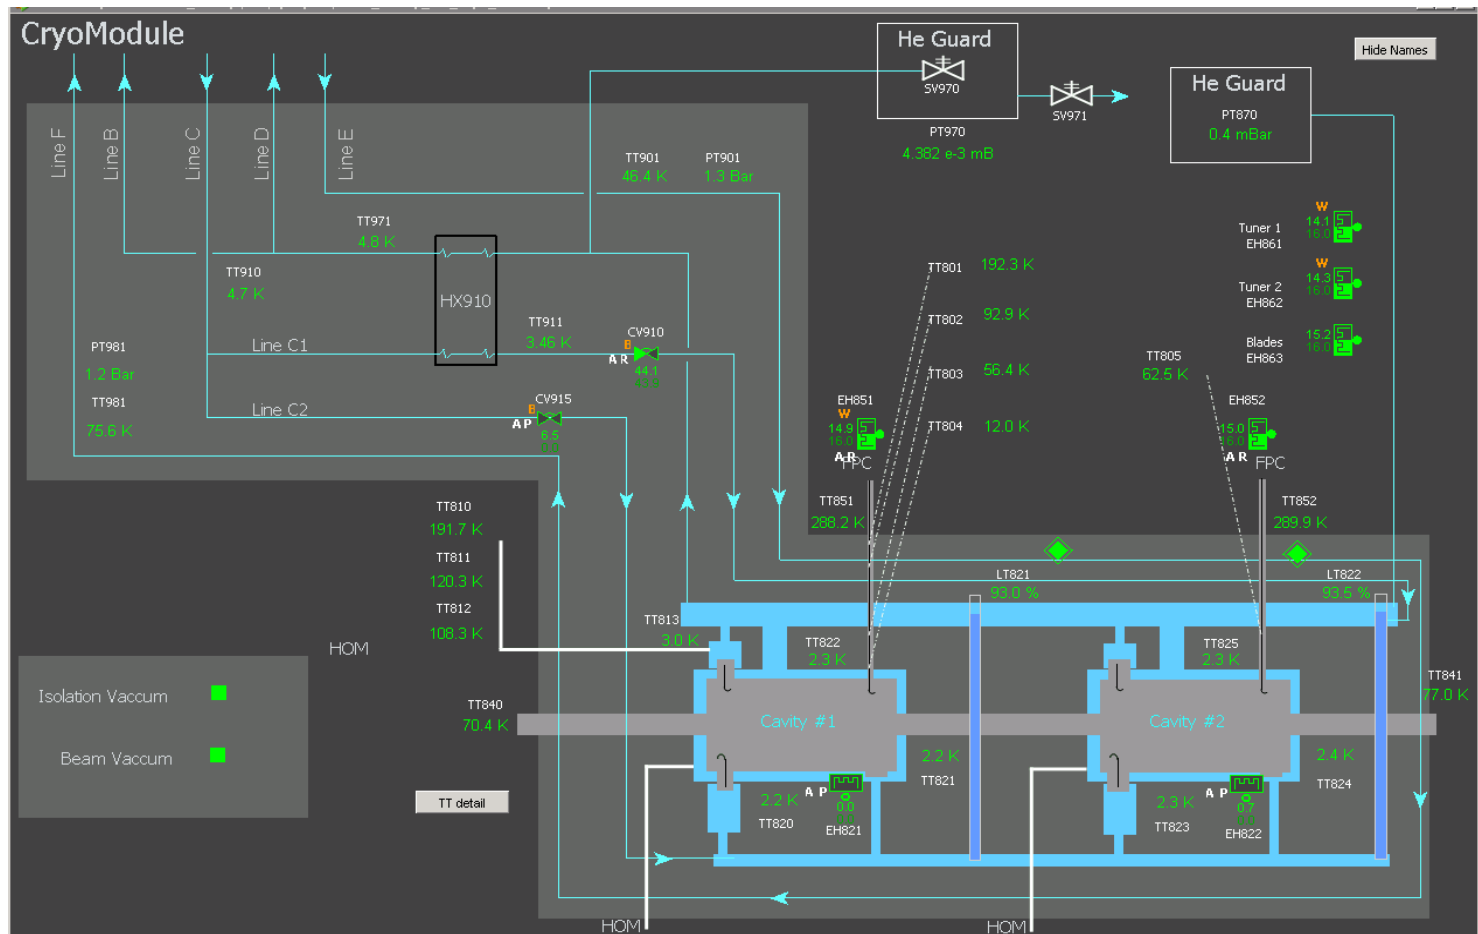 CryoModule
He Guard
Hide Names
SV970
SV971
He Guard
PT870
0.4 mBar
PT970
4.382 e-3 mB
Line F
Line B
Line C
Line D
Line E
TT901
46.4 K
PT901
1.3 Bar
TT971
4.8 K
TT910
4.7 K
HX910
TT911
3.46 K
CV910
B
A R
44.1
Line C1
PT981
1.2 Bar
TT981
75.6 K
Line C2
CV915
B
A P
6.5
W
14.1
16.0
Tuner 1
EH861
W
14.3
16.0
Tuner 2
EH862
15.2
16.0
Blades
EH863
TT801
192.3 K
TT802
92.9 K
TT803
56.4 K
TT804
12.0 K
TT805
62.5 K
EH851
W
14.9
16.0
A R
FPC
EH852
15.0
16.0
A R
FPC
TT851
288.2 K
TT852
289.9 K
TT810
191.7 K
TT811
120.3 K
TT812
108.3 K
HOM
LT821
93.0 %
LT822
93.5 %
TT813
3.0 K
TT822
2.3 K
TT825
2.3 K
Isolation Vaccum
Beam Vaccum
TT840
70.4 K
TT841
77.0 K
Cavity #1
Cavity #2
2.2 K
TT821
2.4 K
TT824
TT detail
2.2 K
TT820
A P
0.0
0.0
EH821
2.3 K
TT823
A P
0.7
EH822
HOM
HOM